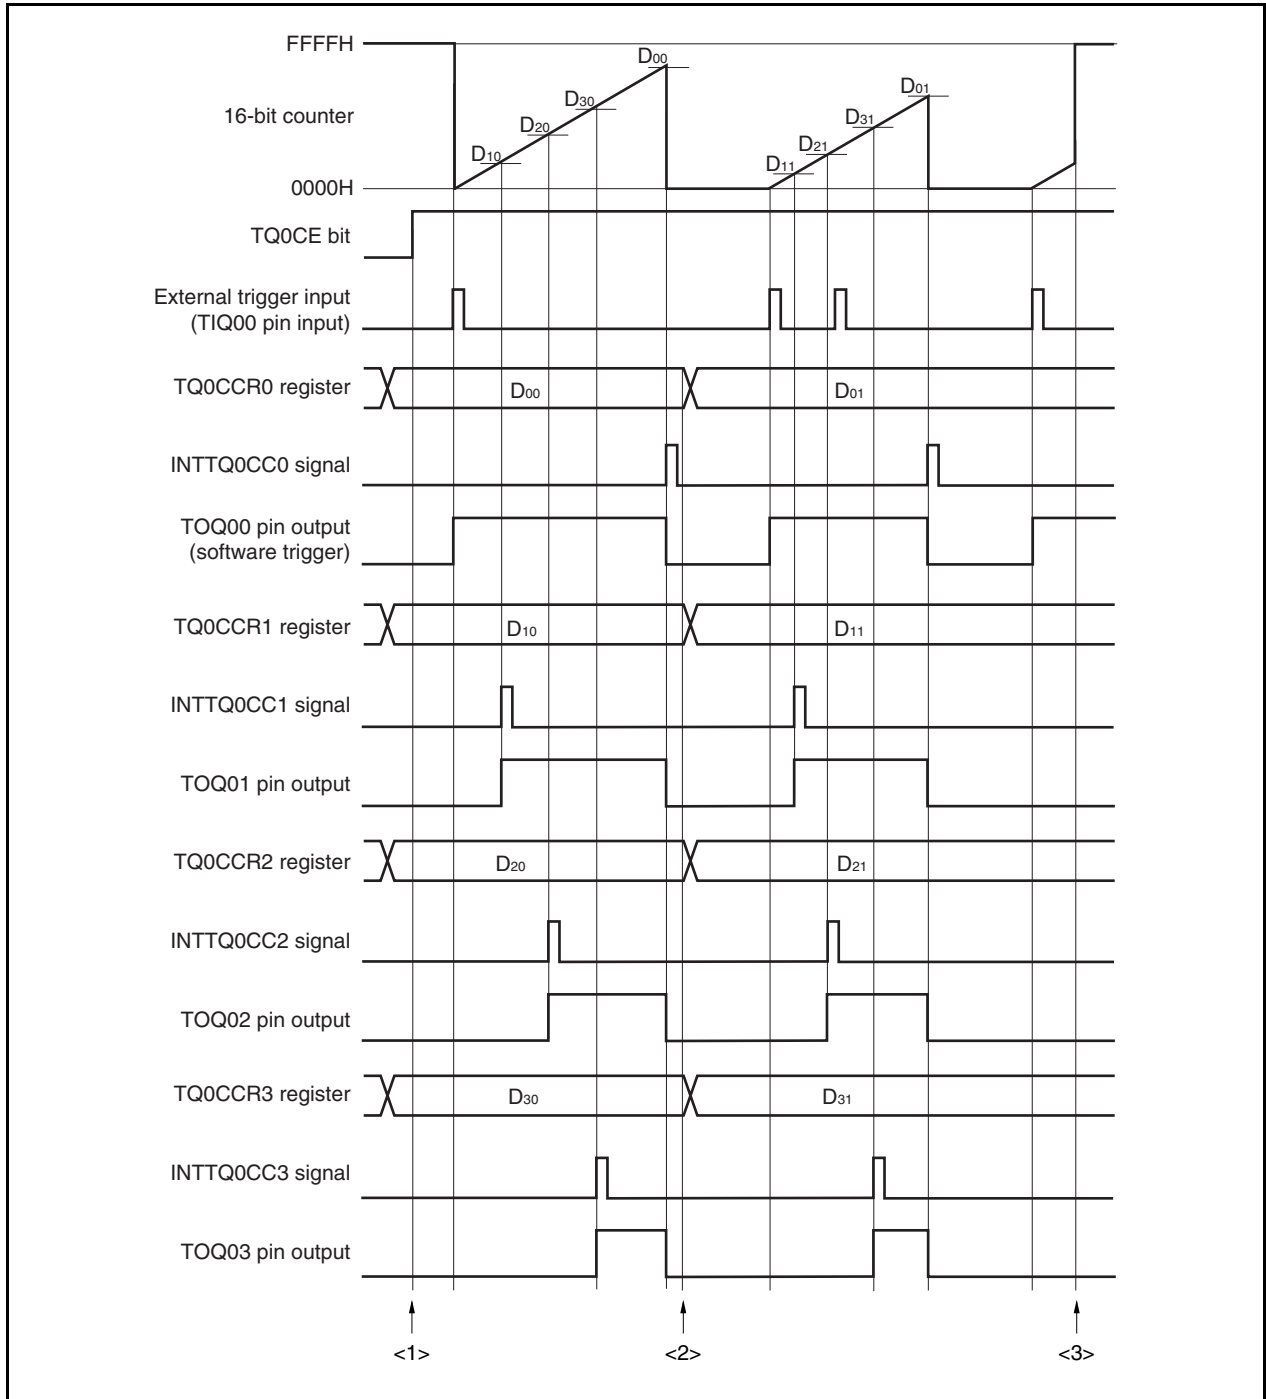 FFFFH
16-bit counter
0000H
D00
D30
D20
D10
D01
D31
D21
D11
TQ0CE bit
External trigger input
(TIQ00 pin input)
TQ0CCR0 register
D00
D01
INTTQ0CC0 signal
TOQ00 pin output
(software trigger)
TQ0CCR1 register
D10
D11
INTTQ0CC1 signal
TOQ01 pin output
TQ0CCR2 register
D20
D21
INTTQ0CC2 signal
TOQ02 pin output
TQ0CCR3 register
D30
D31
INTTQ0CC3 signal
TOQ03 pin output
<1>
<2>
<3>